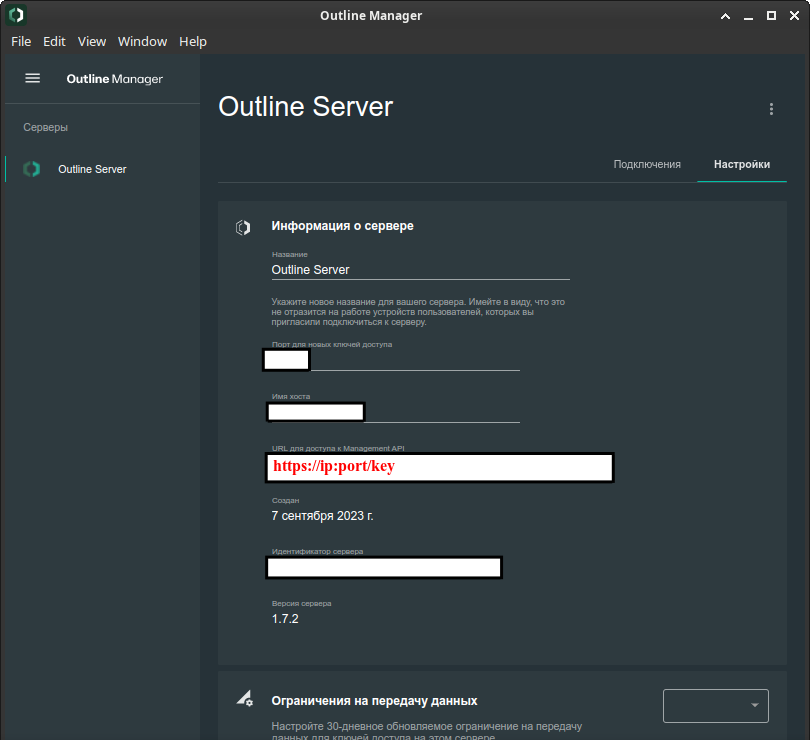 Outline Manager
File Edit View Window Help
Outline Manager
Серверы
Outline Server
Outline Server
Подключения Настройки
Информация о сервере
Название
Outline Server
Укажите новое название для вашего сервера. Имейте в виду, что это
не отразится на работе устройств пользователей, которых вы
пригласили подключиться к серверу.
Порт для новых ключей доступа
Имя хоста
URL для доступа к Management API
https://ip:port/key
Создан
7 сентября 2023 г.
Идентификатор сервера
Версия сервера
1.7.2
Ограничения на передачу данных
Настройте 30-дневное обновляемое ограничение на передачу
данных для ключей доступа на этом сервере